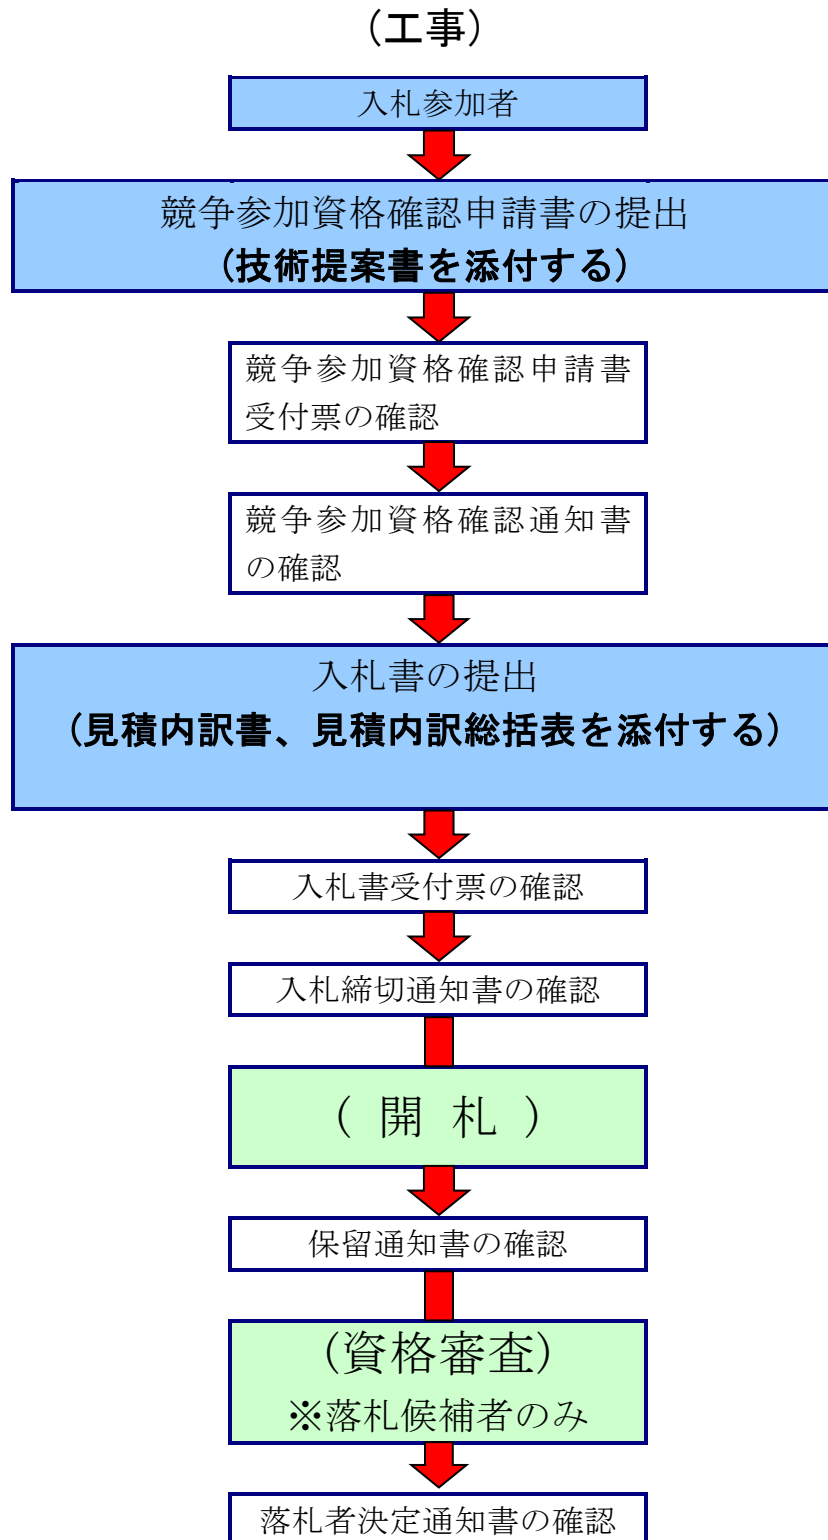 (工事)
入札参加者
競争参加資格確認申請書の提出
(技術提案書を添付する)
競争参加資格確認申請書
受付票の確認
競争参加資格確認通知書
の確認
入札書の提出
(見積内訳書、見積内訳総括表を添付する)
入札書受付票の確認
入札締切通知書の確認
( 開 札 )
保留通知書の確認
(資格審査)
※落札候補者のみ
落札者決定通知書の確認